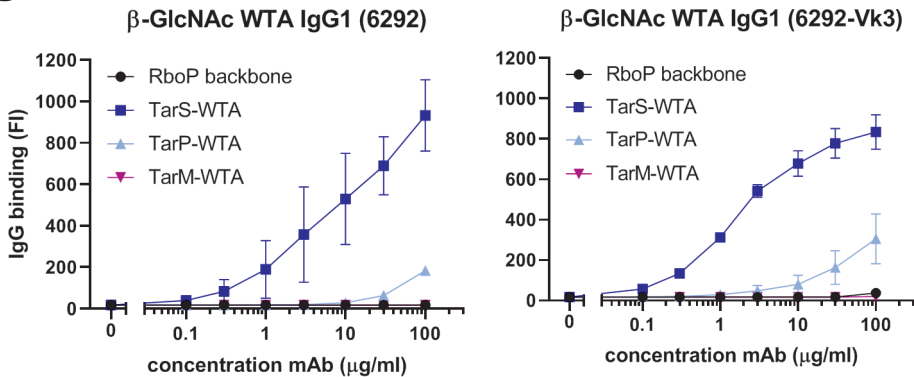 β-GlcNAc WTA IgG1 (6292)
1200
1000
800
600
400
200
0
IgG binding (FI)
RboP backbone
TarS-WTA
TarP-WTA
TarM-WTA
0 0.1 1 10 100
concentration mAb (μg/ml)
β-GlcNAc WTA IgG1 (6292-Vk3)
1200
1000
800
600
400
200
0
RboP backbone
TarS-WTA
TarP-WTA
TarM-WTA
0 0.1 1 10 100
concentration mAb (μg/ml)